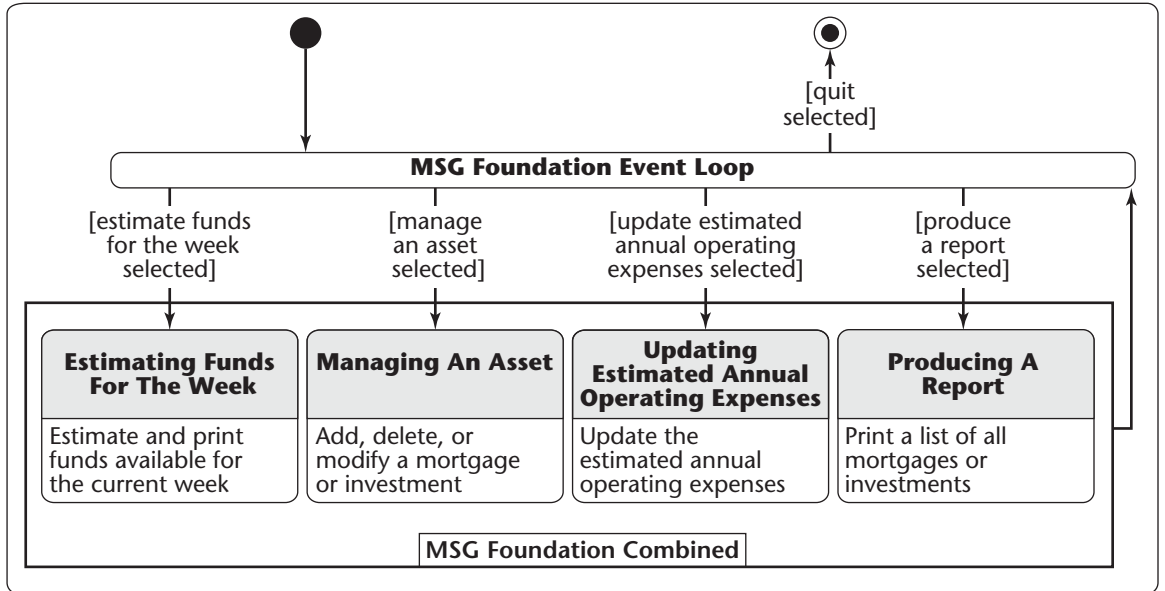 [quit
selected]
MSG Foundation Event Loop
[estimate funds
for the week
selected]
[manage
an asset
selected]
[update estimated
annual operating
expenses selected]
[produce
a report
selected]
Estimating Funds
For The Week
Estimate and print
funds available for
the current week
Managing An Asset
Add, delete, or
modify a mortgage
or investment
Updating
Estimated Annual
Operating Expenses
Update the
estimated annual
operating expenses
Producing A
Report
Print a list of all
mortgages or
investments
MSG Foundation Combined